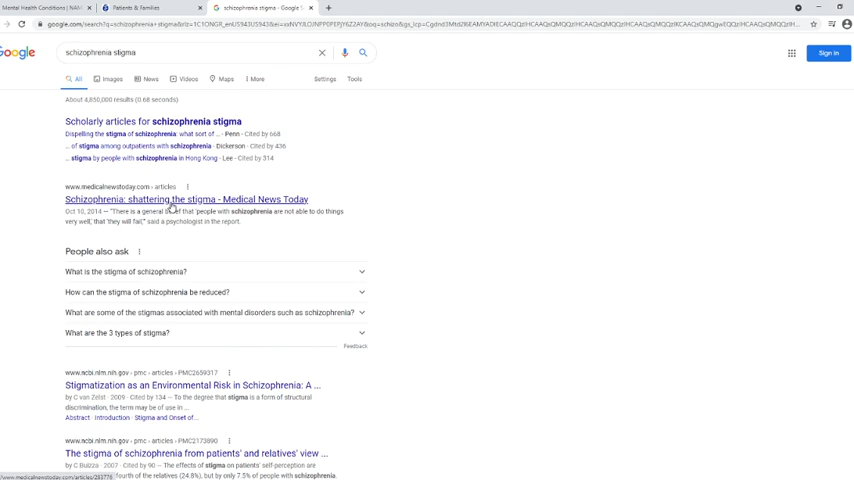 Mental Health Conditions | NAMI
Patients & Families
schizophrenia stigma - Google S
google.com/search?q=schizophrenia+stigma&rlz=1C1ONGR_enUS943US943&ei=
schizophrenia stigma
Sign in
All
Images
News
Videos
Maps
More
Settings
Tools
About 4,850,000 results (0.68 seconds)
Scholarly articles for schizophrenia stigma
Dispelling the stigma of schizophrenia: what sort of ... - Penn - Cited by 668
... of stigma among outpatients with schizophrenia - Dickerson - Cited by 436
... stigma by people with schizophrenia in Hong Kong - Lee - Cited by 314
www.medicalnewstoday.com › articles
Schizophrenia: shattering the stigma - Medical News Today
Oct 10, 2014 — "There is a general belief that 'people with schizophrenia are not able to do things
very well,' that 'they will fail,'" said a psychologist in the report.
People also ask
What is the stigma of schizophrenia?
How can the stigma of schizophrenia be reduced?
What are some of the stigmas associated with mental disorders such as schizophrenia?
What are the 3 types of stigma?
Feedback
www.ncbi.nlm.nih.gov › pmc › articles › PMC2659317
Stigmatization as an Environmental Risk in Schizophrenia: A ...
by C van Zelst · 2009 · Cited by 134 — To the degree that stigma is a form of structural
discrimination, the term may be of use in...
Abstract · Introduction · Stigma and Onset of...
www.ncbi.nlm.nih.gov › pmc › articles › PMC2173890
The stigma of schizophrenia from patients' and relatives' view ...
by C Buizza · 2007 · Cited by 90 — The effects of stigma on patients' self-perception are
fourth of the relatives (24.8%), but by only 7.5% of people with schizophrenia.
www.medicalnewstoday.com/articles/283776